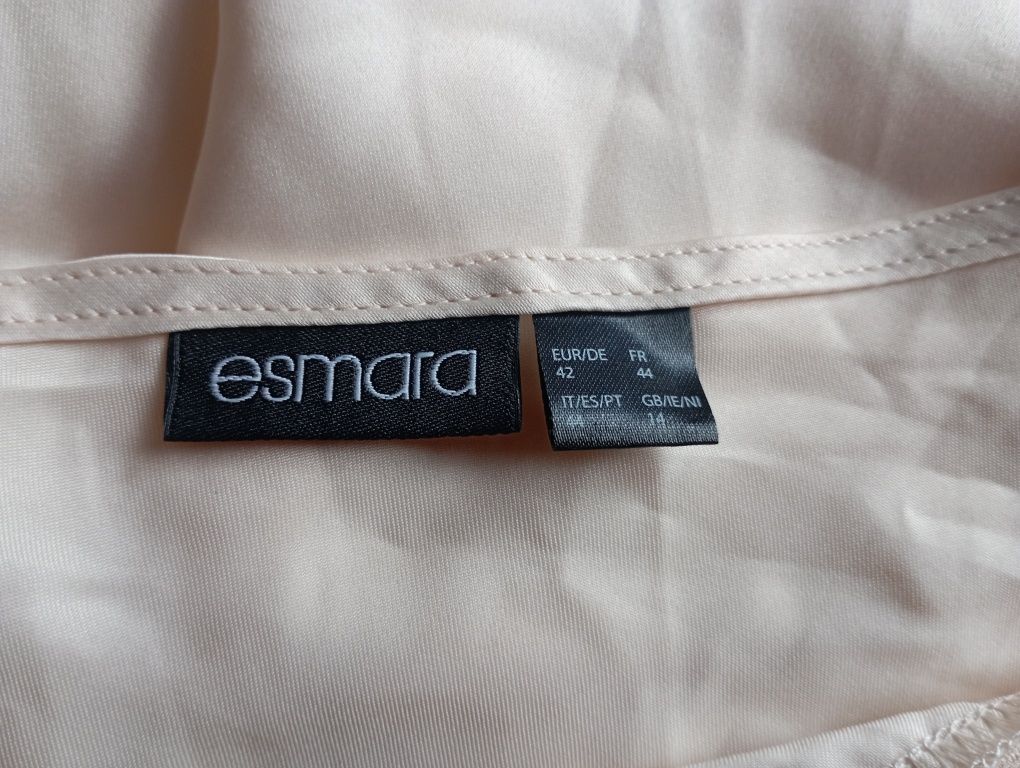 esmara
EUR/DE FR
42 44
IT/ES/PT GB/IE/NI
14